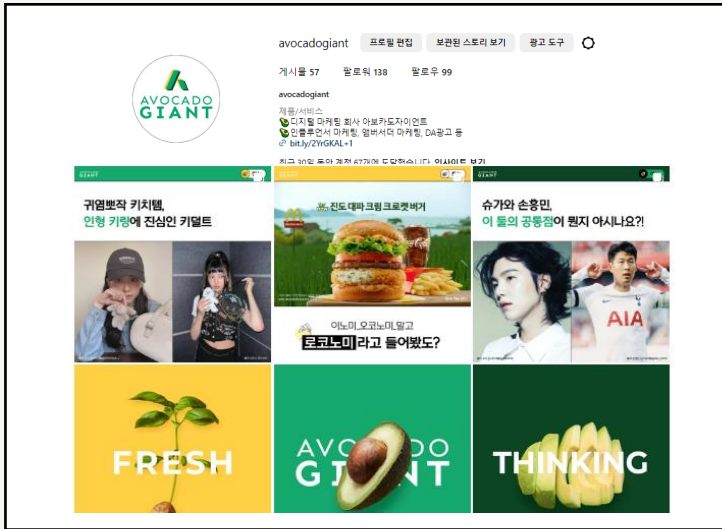 avocadogiant 프로필 편집 보관된 스토리 보기 광고 도구
게시물 57 팔로워 138 팔로우 99
AVOCADO
GIANT
avocadogiant
제품/서비스
디지털 마케팅 회사 아보카도자이언트
인플루언서 마케팅, 앰버서더 마케팅, DA광고 등
bit.ly/2YrGKAL+1
최근 30일 동안 계정 67개에 도달했습니다. 인사이트 보기
GIANT
귀염뽀작 키치템,
인형 키링에 진심인 키덜트
GIANT
진도 대파 크림 크로켓 버거
이노미,오코노미,말고
로코노미 라고 들어봤도?
GIANT
슈가와 손흥민,
이 둘의 공통점이 뭔지 아시나요?!
AIA
FRESH
AVOCADO
GIANT
THINKING